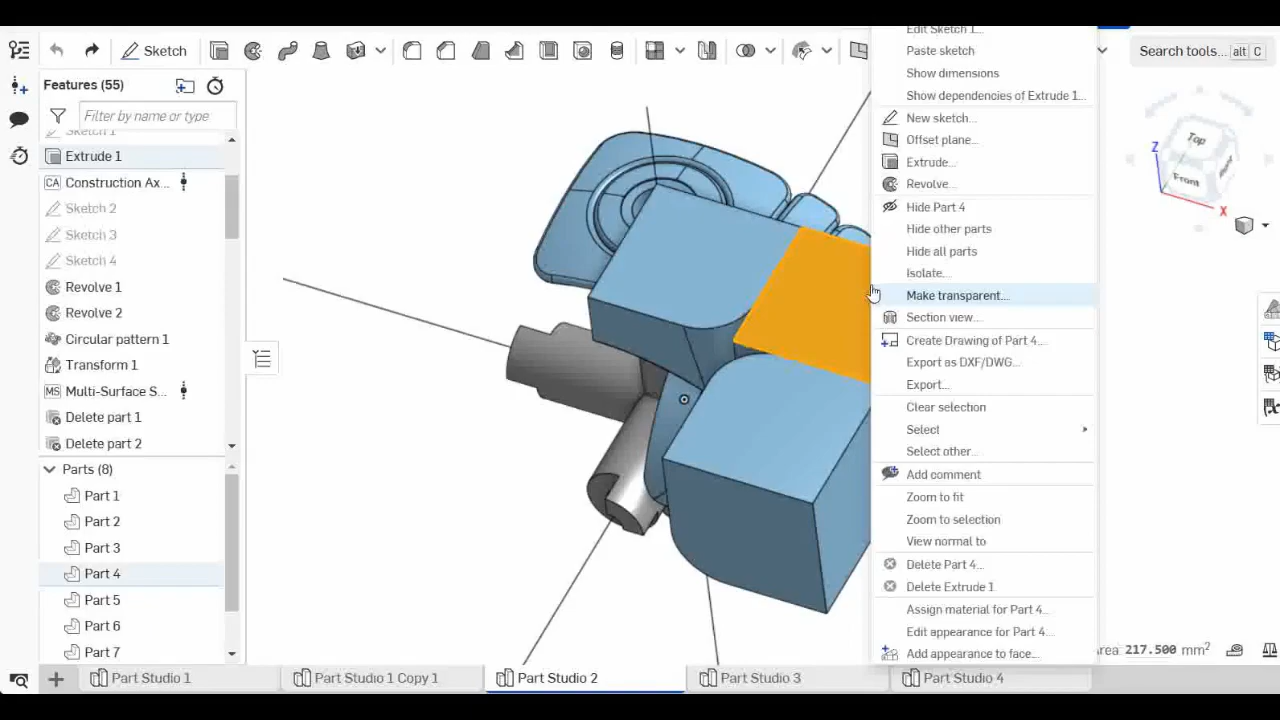 Sketch
Search tools... alt C
Features (55)
Filter by name or type
Sketch 1
Extrude 1
CA Construction Ax...
Sketch 2
Sketch 3
Sketch 4
Revolve 1
Revolve 2
Circular pattern 1
Transform 1
MS Multi-Surface S...
Delete part 1
Delete part 2
Parts (8)
Part 1
Part 2
Part 3
Part 4
Part 5
Part 6
Part 7
Edit Sketch 1...
Paste sketch
Show dimensions
Show dependencies of Extrude 1...
New sketch...
Offset plane...
Extrude...
Revolve...
Hide Part 4
Hide other parts
Hide all parts
Isolate...
Make transparent...
Section view...
Create Drawing of Part 4...
Export as DXF/DWG...
Export...
Clear selection
Select
Select other...
Add comment
Zoom to fit
Zoom to selection
View normal to
Delete Part 4...
Delete Extrude 1
Assign material for Part 4...
Edit appearance for Part 4...
Add appearance to face...
Top
Front
Right
Z
X
Area: 217.500 mm²
Part Studio 1
Part Studio 1 Copy 1
Part Studio 2
Part Studio 3
Part Studio 4